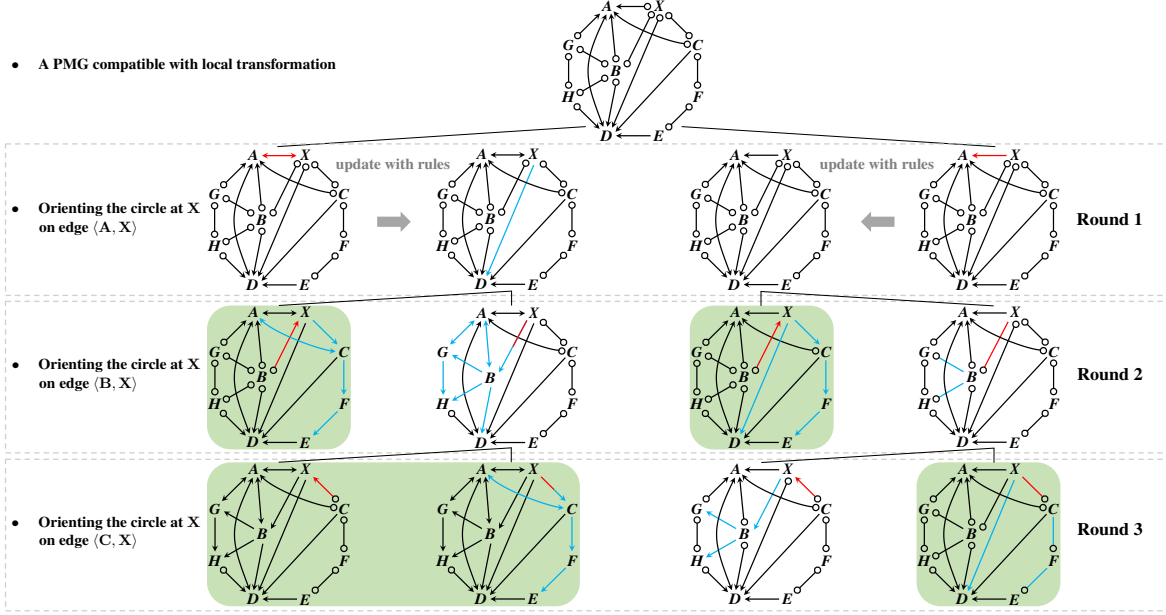 A X
G C
• A PMG compatible with local transformation
B
H F
D E
A X A X A X A X
update with rules update with rules
G C G C G C G C
• Orienting the circle at X
on edge ⟨A, X⟩
B B B B
Round 1
H F H F H F H F
D E D E D E D E
A X A X A X A X
G C G C G C G C
• Orienting the circle at X
on edge ⟨B, X⟩
B B B B
Round 2
H F H F H F H F
D E D E D E D E
A X A X A X A X
G C G C G C G C
• Orienting the circle at X
on edge ⟨C, X⟩
B B B B
Round 3
H F H F H F H F
D E D E D E D E